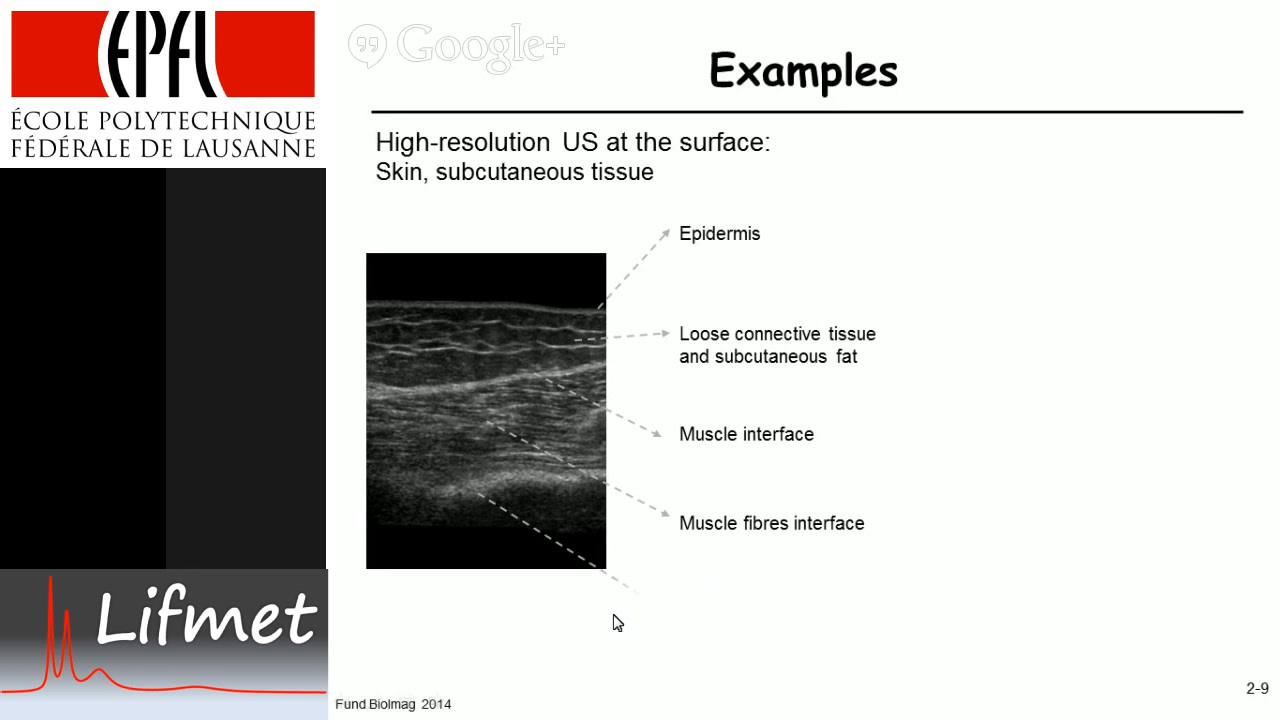 EPFL
ÉCOLE POLYTECHNIQUE
FÉDÉRALE DE LAUSANNE
Google+
Examples
High-resolution US at the surface:
Skin, subcutaneous tissue
Epidermis
Loose connective tissue
and subcutaneous fat
Muscle interface
Muscle fibres interface
Lifmet
Fund BioImag 2014
2-9